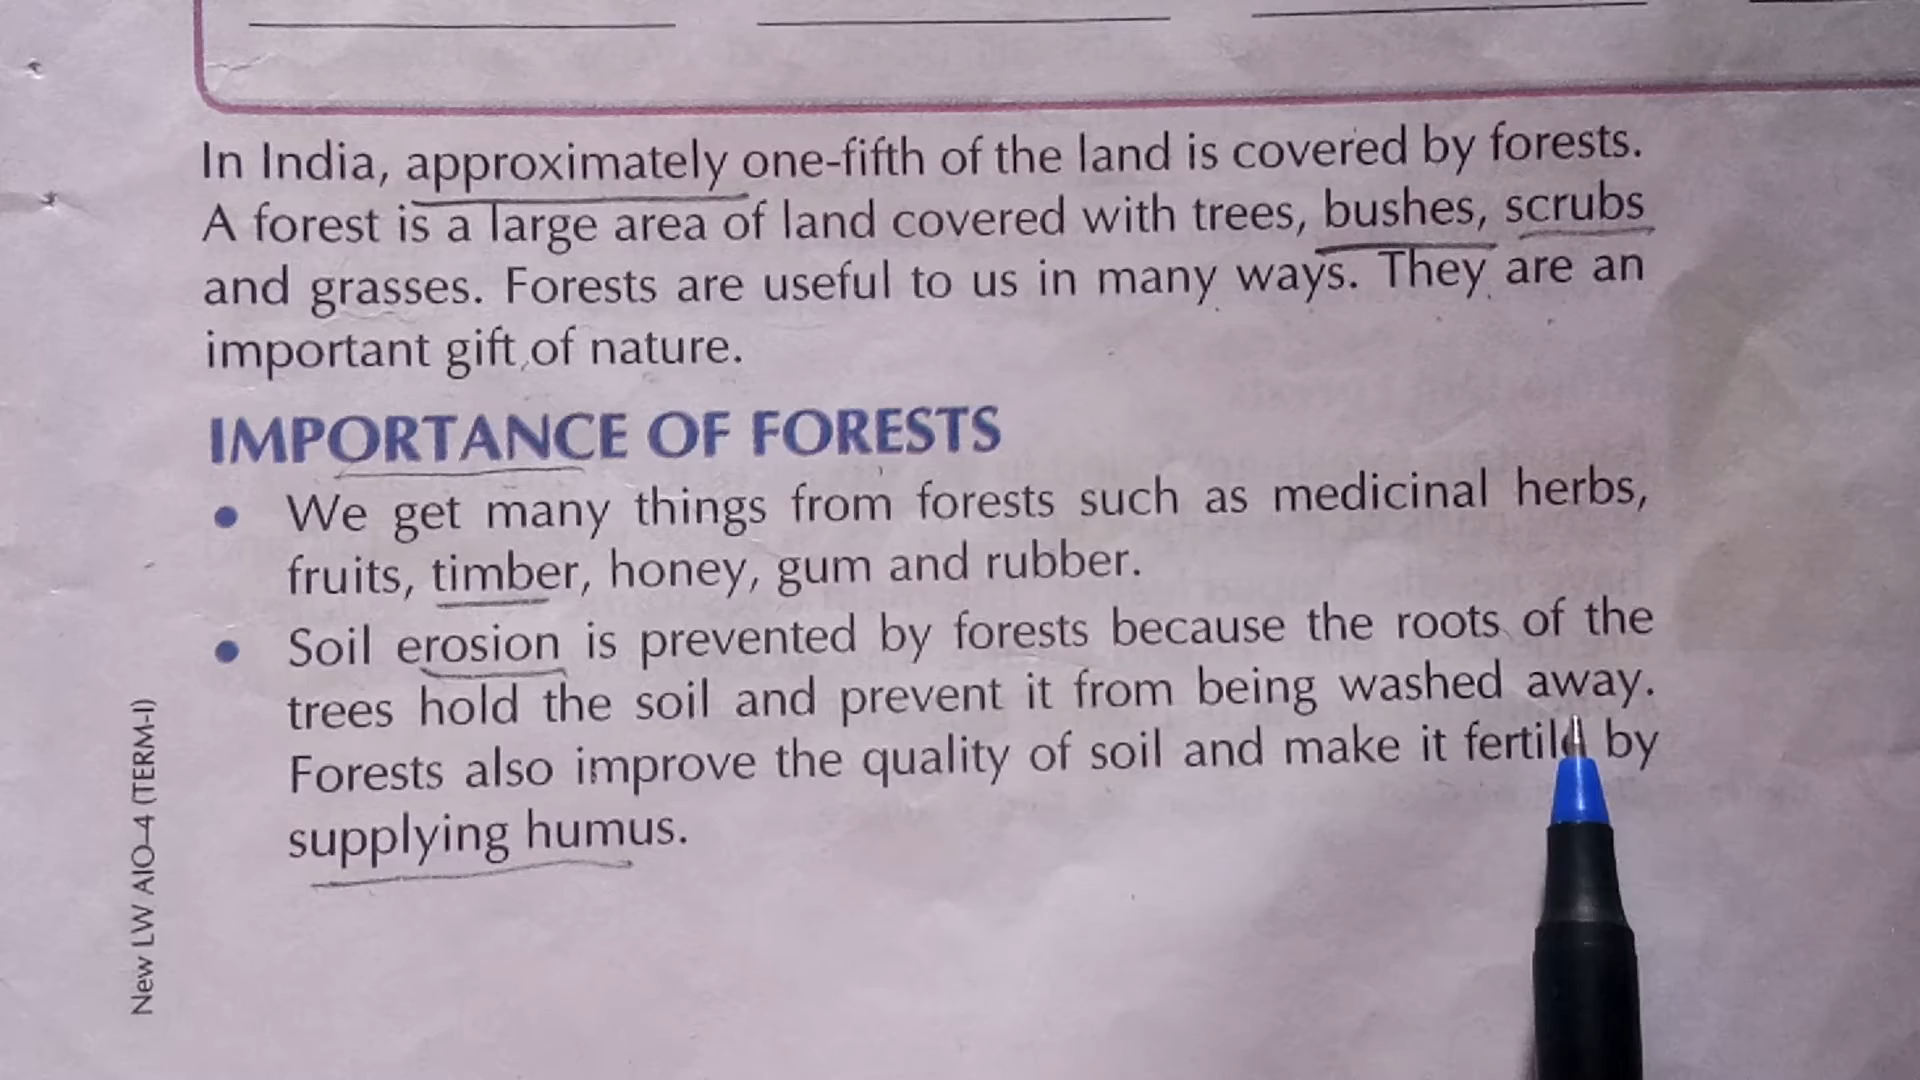 In India, approximately one-fifth of the land is covered by forests.
A forest is a large area of land covered with trees, bushes, scrubs
and grasses. Forests are useful to us in many ways. They are an
important gift of nature.
IMPORTANCE OF FORESTS
• We get many things from forests such as medicinal herbs,
fruits, timber, honey, gum and rubber.
• Soil erosion is prevented by forests because the roots of the
trees hold the soil and prevent it from being washed away.
Forests also improve the quality of soil and make it fertile by
supplying humus.
New LW AIO–4 (TERM-I)